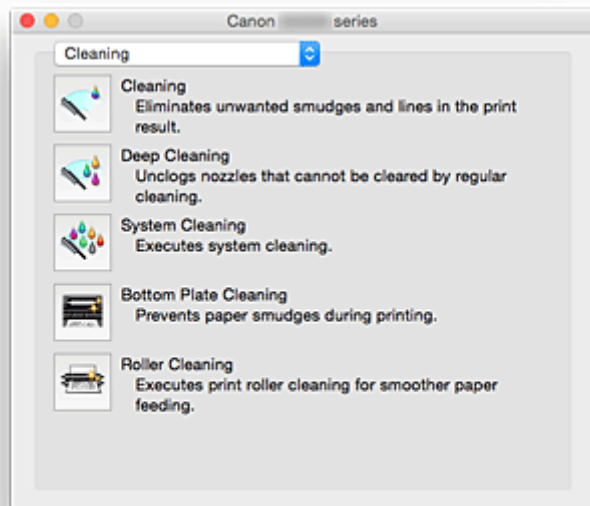 Canon series
Cleaning
Cleaning
Eliminates unwanted smudges and lines in the print
result.
Deep Cleaning
Unclogs nozzles that cannot be cleared by regular
cleaning.
System Cleaning
Executes system cleaning.
Bottom Plate Cleaning
Prevents paper smudges during printing.
Roller Cleaning
Executes print roller cleaning for smoother paper
feeding.